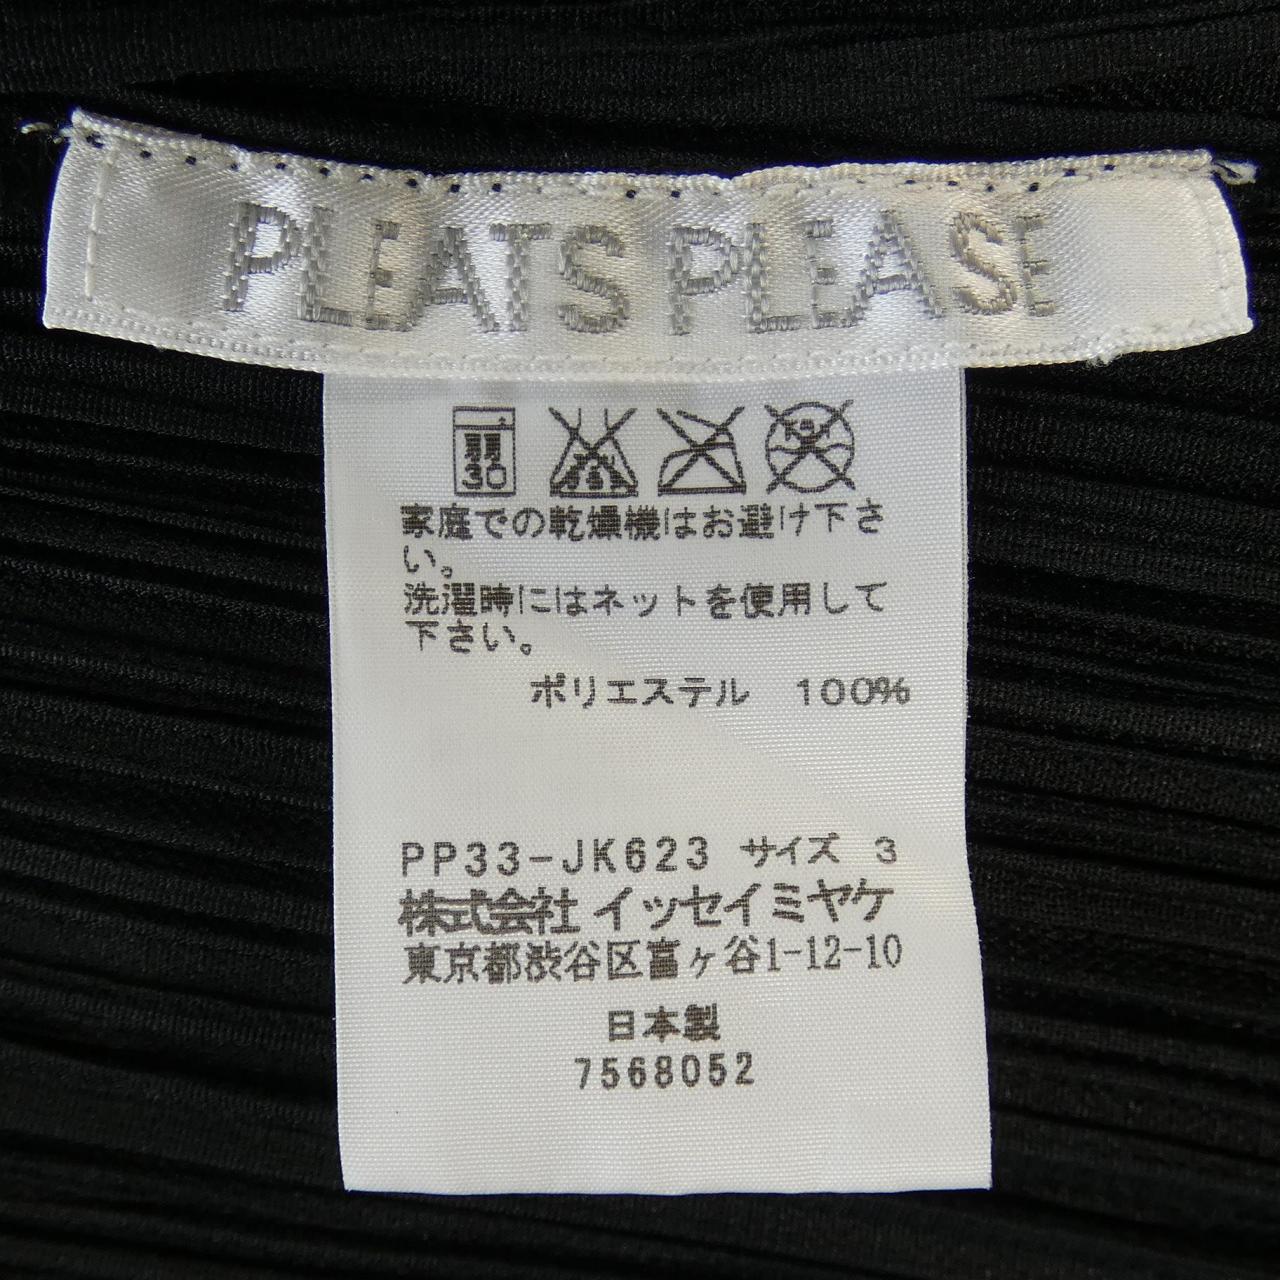 PLEATS PLEASE
弱
30
家庭での乾燥機はお避け下さ
い。
洗濯時にはネットを使用して
下さい。
ポリエステル 100%
PP33-JK623 サイズ 3
株式会社 イッセイミヤケ
東京都渋谷区富ヶ谷1-12-10
日本製
7568052